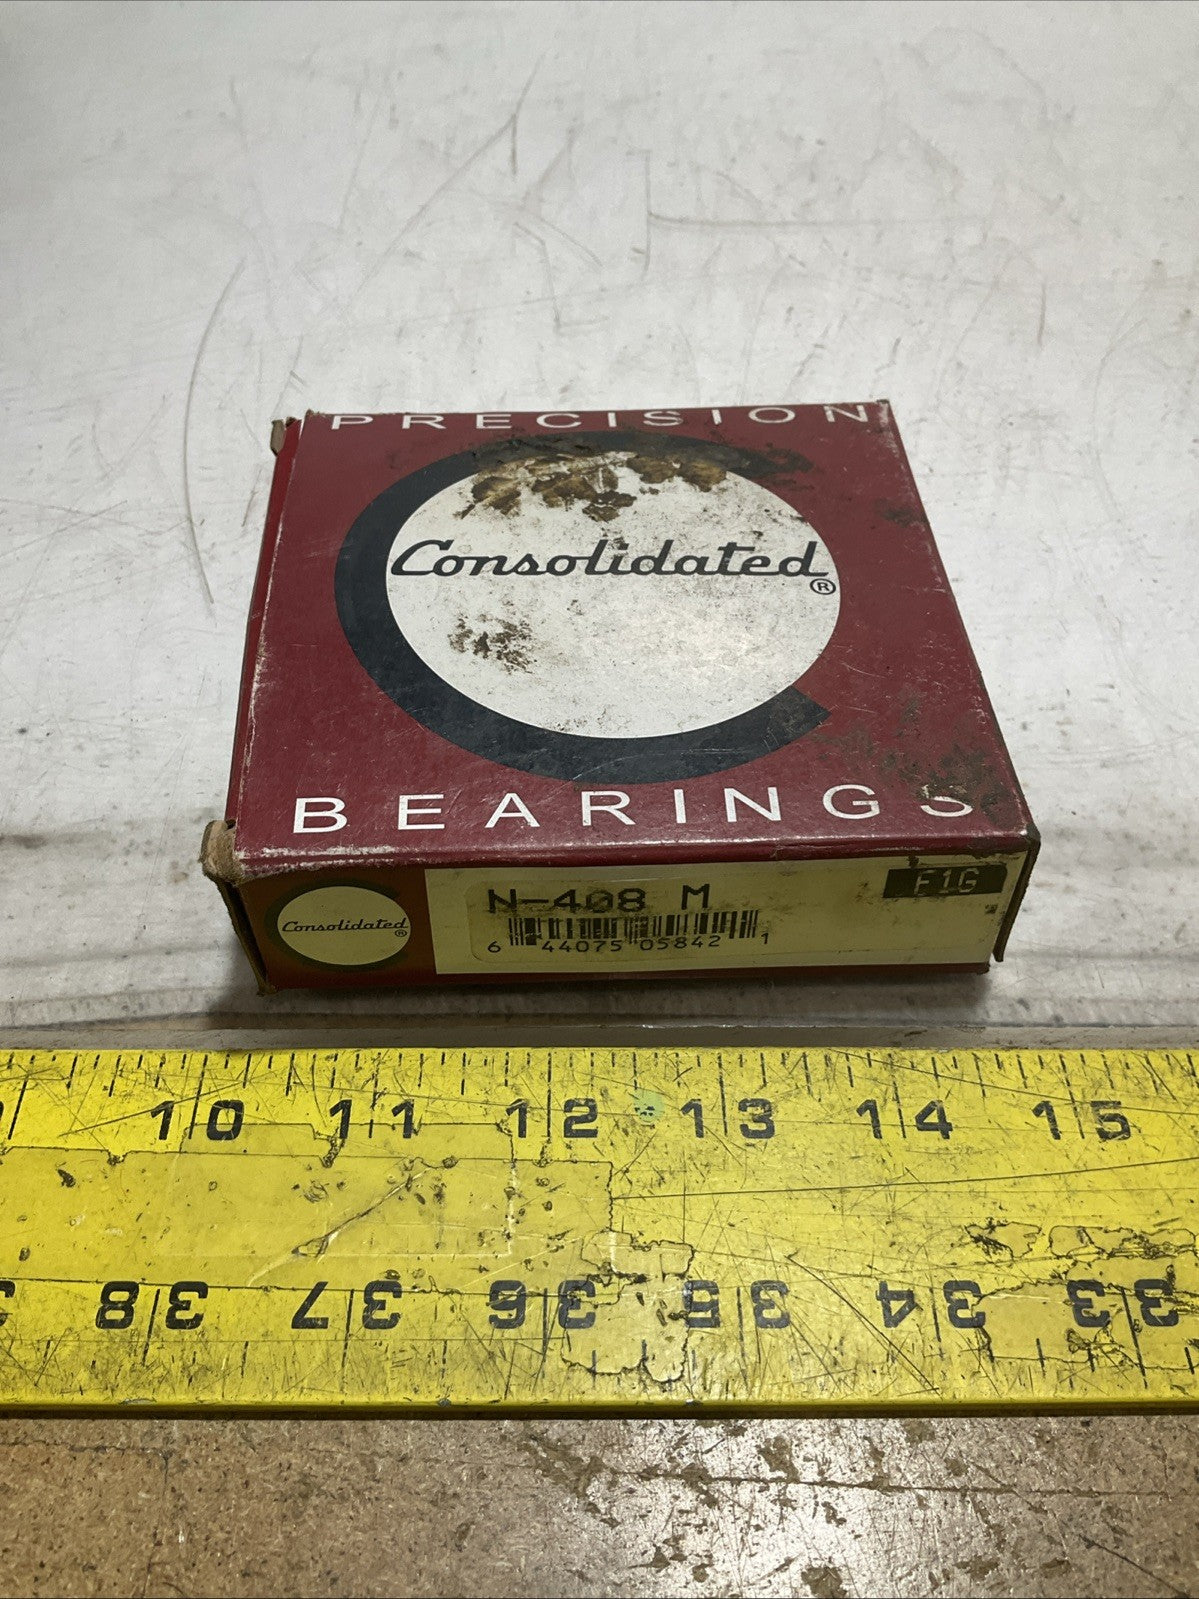 PRECISION
Consolidated®
BEARINGS
Consolidated®
N-408 M
F1G
6 44075 05842 1
10 11 12 13 14 15
38 37 36 35 34 33